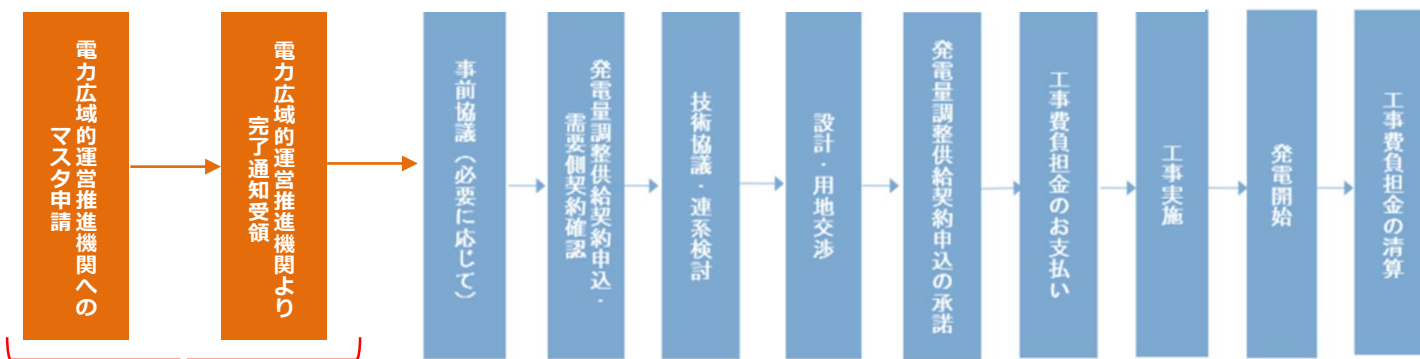 電力広域的運営推進機関への
マスタ申請
電力広域的運営推進機関より
完了通知受領
事前協議（必要に応じて）
発電量調整供給契約申込・
需要側契約確認
技術協議・連系検討
設計・用地交渉
発電量調整供給契約申込の承諾
工事費負担金のお支払い
工事実施
発電開始
工事費負担金の清算